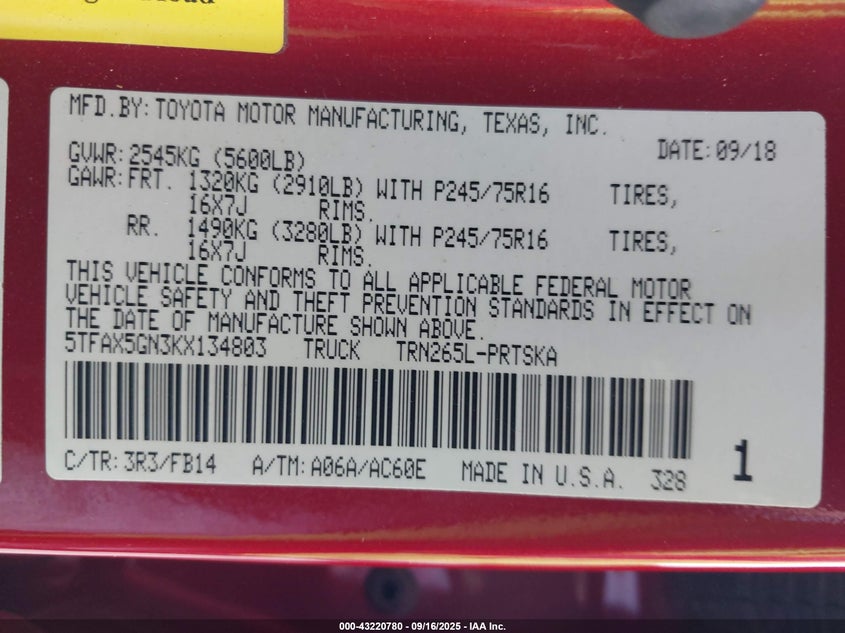 MFD.BY:TOYOTA MOTOR MANUFACTURING, TEXAS, INC.
DATE:09/18
GVWR:2545KG (5600LB)
GAWR:FRT. 1320KG (2910LB) WITH P245/75R16 TIRES,
16X7J RIMS.
RR. 1490KG (3280LB) WITH P245/75R16 TIRES,
16X7J RIMS.
THIS VEHICLE CONFORMS TO ALL APPLICABLE FEDERAL MOTOR
VEHICLE SAFETY AND THEFT PREVENTION STANDARDS IN EFFECT ON
THE DATE OF MANUFACTURE SHOWN ABOVE.
5TFAX5GN3KX134803 TRUCK TRN265L-PRTSKA
C/TR:3R3/FB14 A/TM:A06A/AC60E MADE IN U.S.A. 328
1
000-43220780 - 09/16/2025 - IAA Inc.